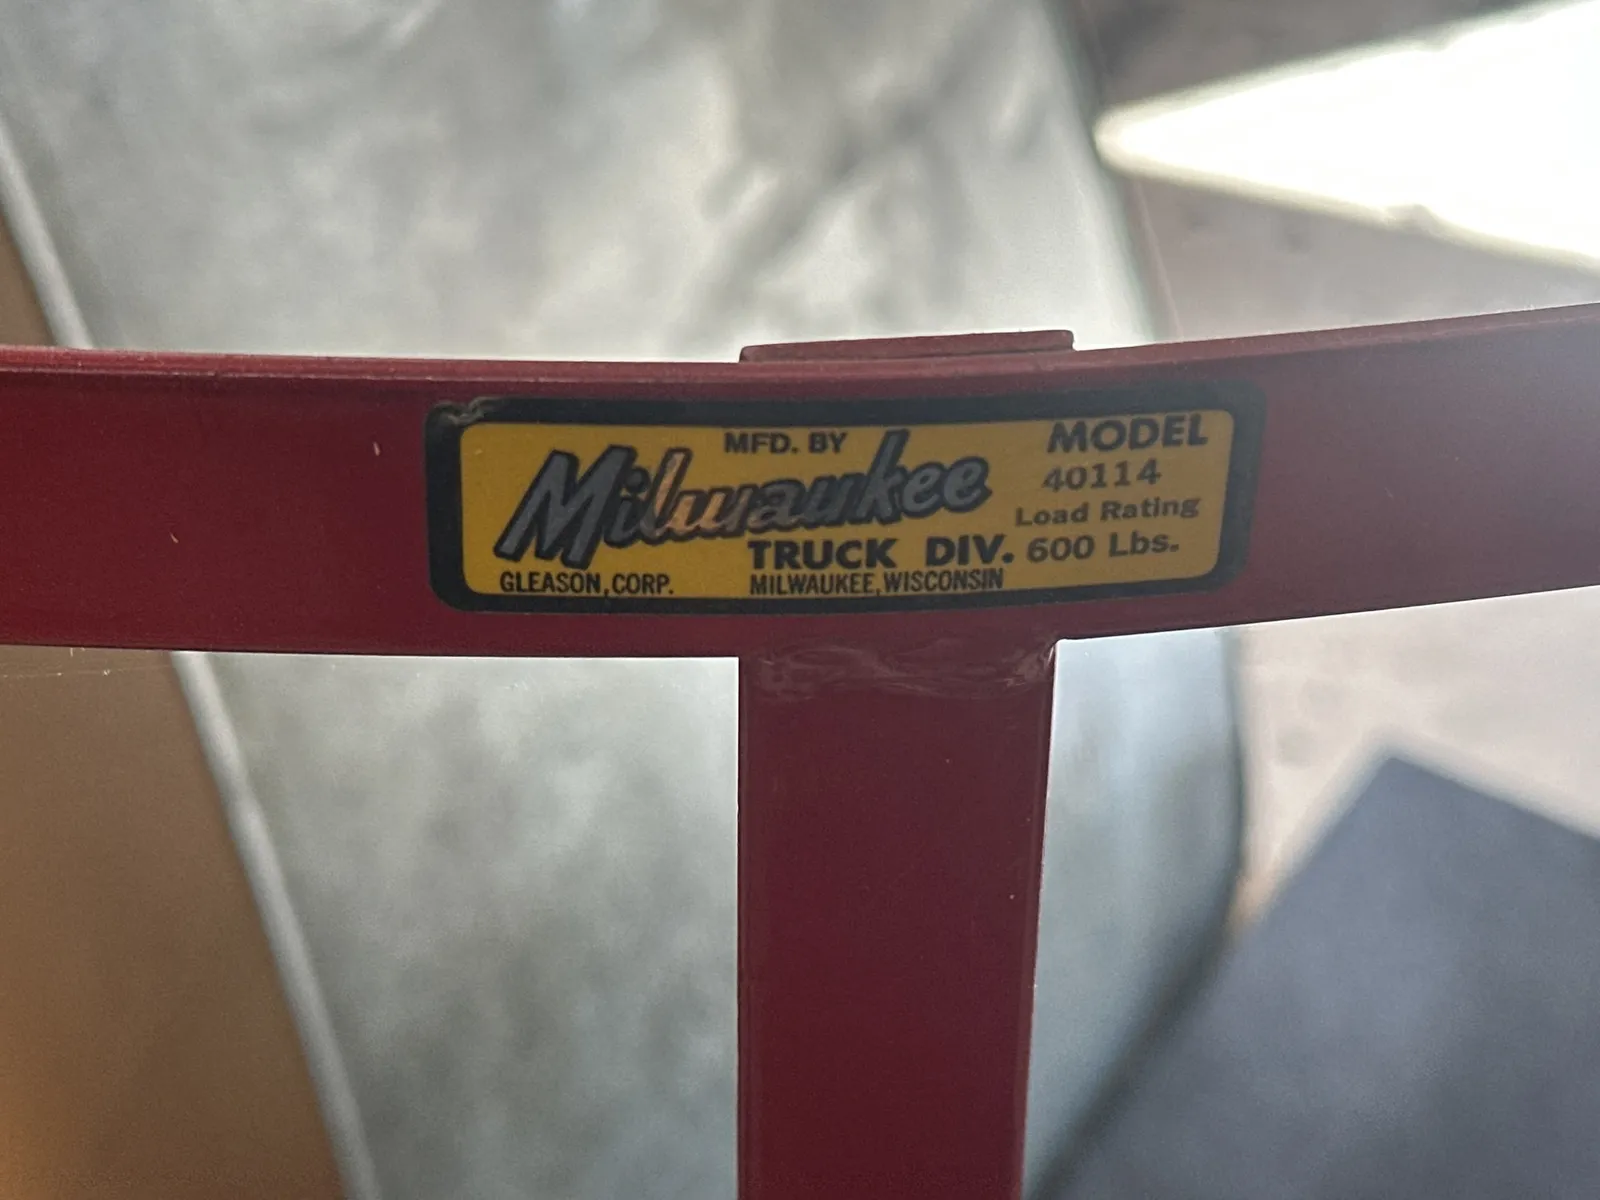 MFD. BY
Milwaukee
TRUCK DIV.
GLEASON, CORP. MILWAUKEE, WISCONSIN
MODEL
40114
Load Rating
600 Lbs.